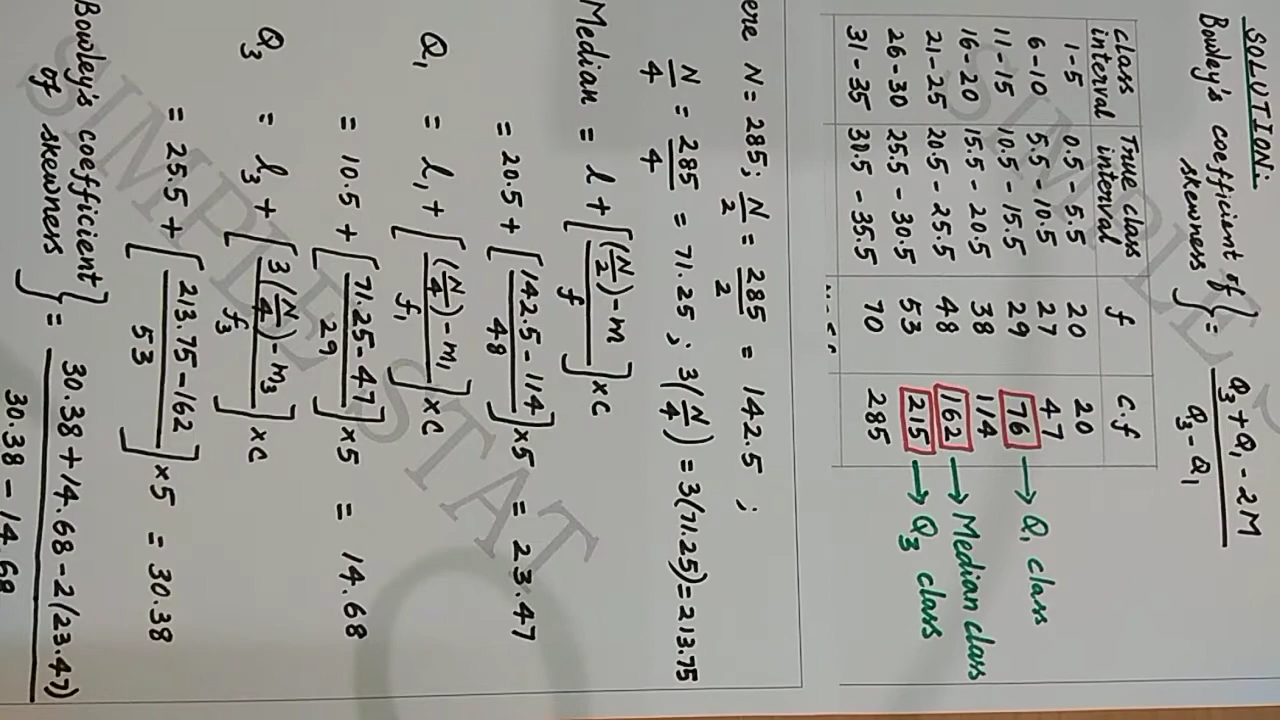 SOLUTION:
Bowley's coefficient of skewness } = Q3 + Q1 - 2M / Q3 - Q1
class interval True class interval f c.f
1-5 0.5 - 5.5 20 20
6-10 5.5 - 10.5 27 47
11-15 10.5 - 15.5 29 76 → Q1 class
16-20 15.5 - 20.5 38 114
21-25 20.5 - 25.5 48 162 → Median class
26-30 25.5 - 30.5 53 215 → Q3 class
31-35 30.5 - 35.5 70 285
ere N = 285; N/2 = 285/2 = 142.5 ;
N/4 = 285/4 = 71.25 ; 3(N/4) = 3(71.25) = 213.75
Median = l + [(N/2) - m / f] × c
= 20.5 + [142.5 - 114 / 48] × 5 = 23.47
Q1 = l1 + [(N/4) - m1 / f1] × c
= 10.5 + [71.25 - 47 / 29] × 5 = 14.68
Q3 = l3 + [3(N/4) - m3 / f3] × c
= 25.5 + [213.75 - 162 / 53] × 5 = 30.38
Bowley's coefficient of skewness } = 30.38 + 14.68 - 2(23.47) / 30.38 - 14.68
SIMPLE STAT
SIMPLE